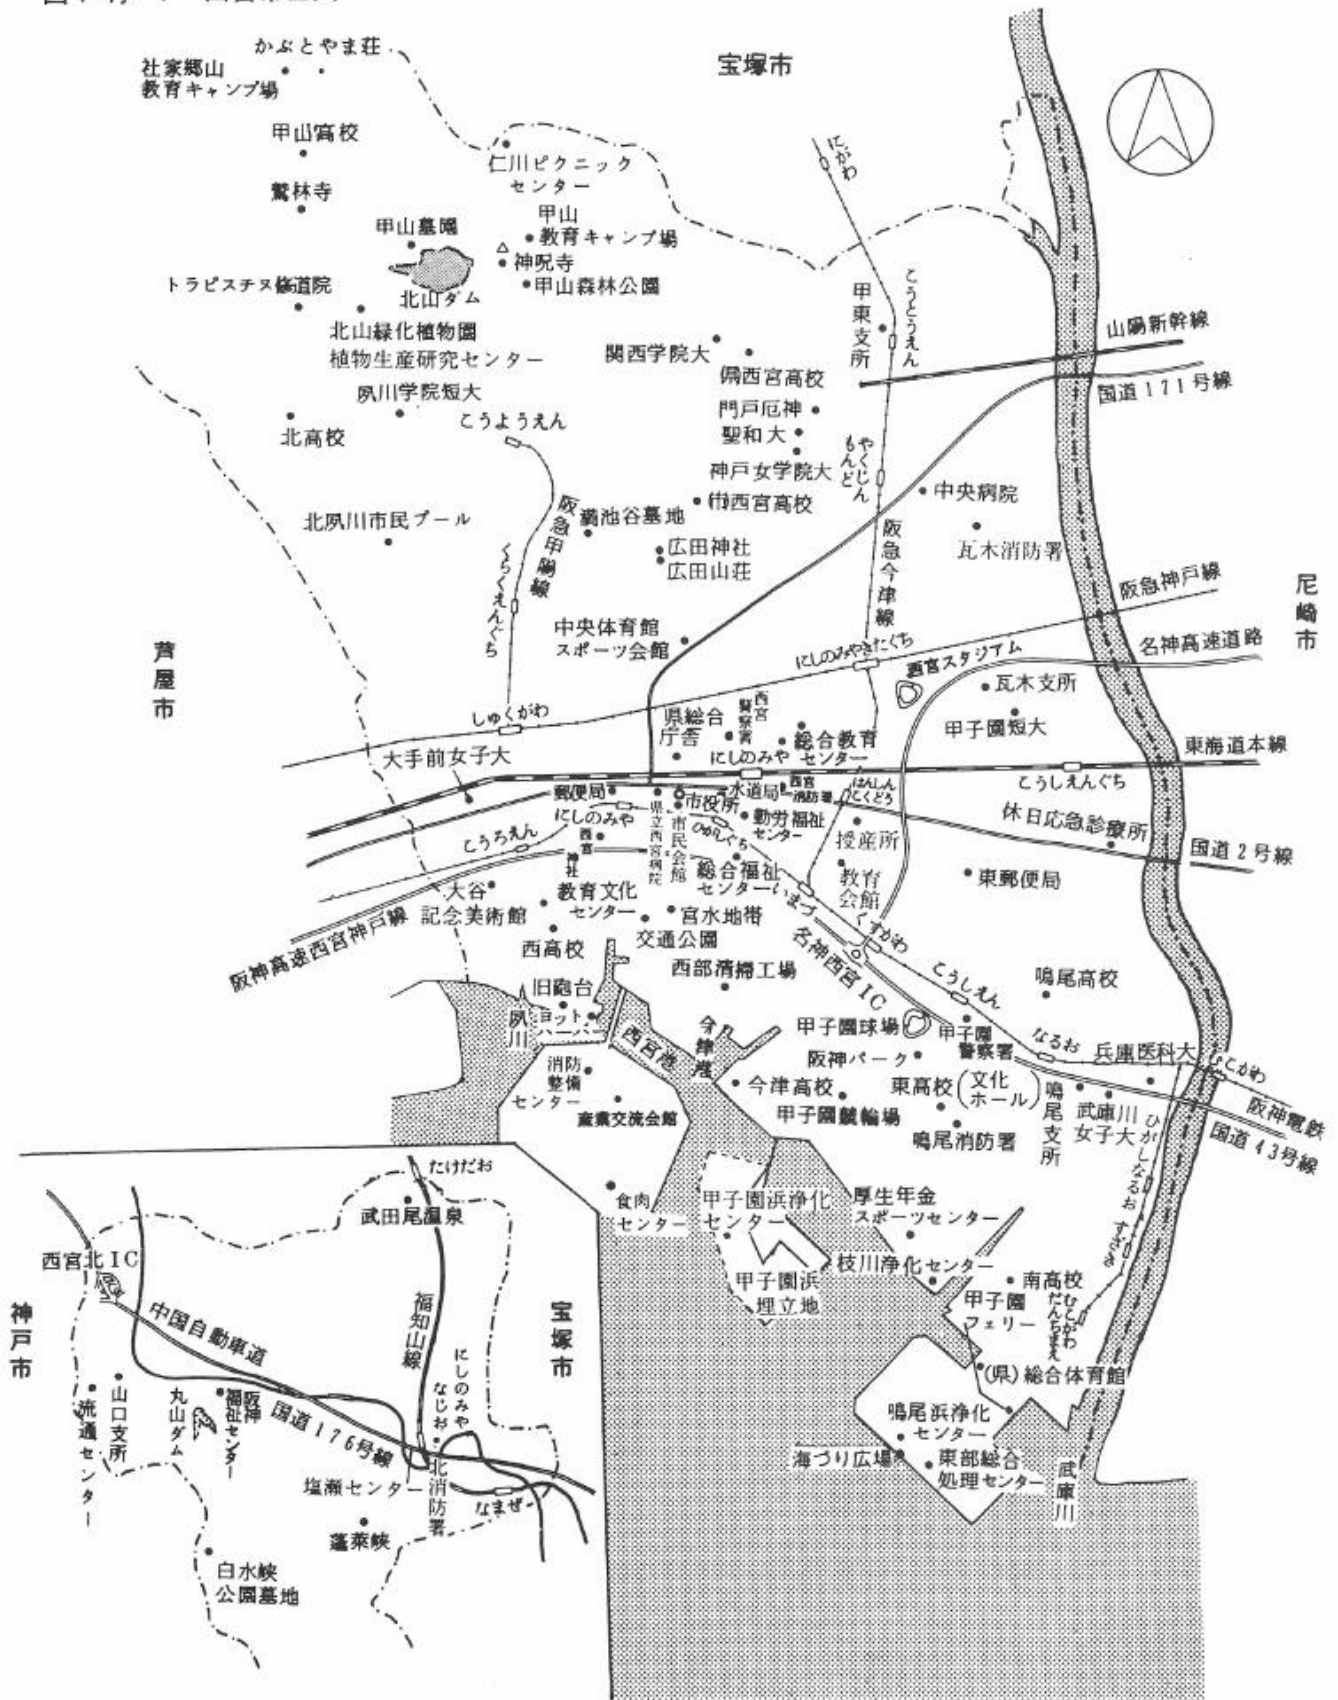 かぶとやま荘
社家郷山
教育キャンプ場
宝塚市
甲山高校
仁川ピクニック
センター
にがわ
鷲林寺
甲山墓園
甲山
教育キャンプ場
神呪寺
甲山森林公園
北山ダム
トラピスチヌ修道院
北山緑化植物園
植物生産研究センター
甲東支所
こうとうえん
山陽新幹線
国道171号線
関西学院大
(県)西宮高校
夙川学院短大
門戸厄神
聖和大
神戸女学院大
(市)西宮高校
やくじん
もんど
北高校
こうようえん
阪急甲陽線
満池谷墓地
中央病院
瓦木消防署
阪急今津線
北夙川市民プール
広田神社
広田山荘
くらくえんぐち
中央体育館
スポーツ会館
阪急神戸線
尼崎市
名神高速道路
芦屋市
にしのみやきたぐち
西宮スタジアム
瓦木支所
甲子園短大
しゅくがわ
大手前女子大
県総合
庁舎
西宮
警察署
総合教育
センター
にしのみや
東海道本線
こうしえんぐち
郵便局
市役所
水道局
西宮
消防署
はんしん
こくどう
休日応急診療所
国道2号線
にしのみや
県立西宮病院
市民会館
ひがしぐち
勤労福祉
センター
授産所
こうろえん
西宮
神社
総合福祉
センター
いまづ
教育
会館
東郵便局
大谷
記念美術館
教育文化
センター
宮水地帯
交通公園
くすがわ
阪神高速西宮神戸線
西高校
西部清掃工場
名神西宮IC
こうしえん
鳴尾高校
旧砲台
ヨット
ハーバー
夙川
西宮港
今津港
甲子園球場
甲子園
警察署
なるお
兵庫医科大
こがわ
消防
整備
センター
阪神パーク
今津高校
東高校
(文化
ホール)
鳴尾支所
武庫川
女子大
阪神電鉄
国道43号線
産業交流会館
甲子園競輪場
鳴尾消防署
ひがしなるお
すざき
食肉
センター
甲子園浜浄化
センター
厚生年金
スポーツセンター
甲子園浜
埋立地
枝川浄化センター
南高校
甲子園
フェリー
むこがわ
だんちまえ
(県)総合体育館
鳴尾浜浄化
センター
海づり広場
東部総合
処理センター
武庫川
たけだお
武田尾温泉
西宮北IC
神戸市
中国自動車道
福知山線
宝塚市
にしのみや
なじお
流通センター
山口支所
丸山ダム
阪神
福祉センター
国道176号線
塩瀬センター
北消防署
なまぜ
蓬莱峡
白水峡
公園墓地